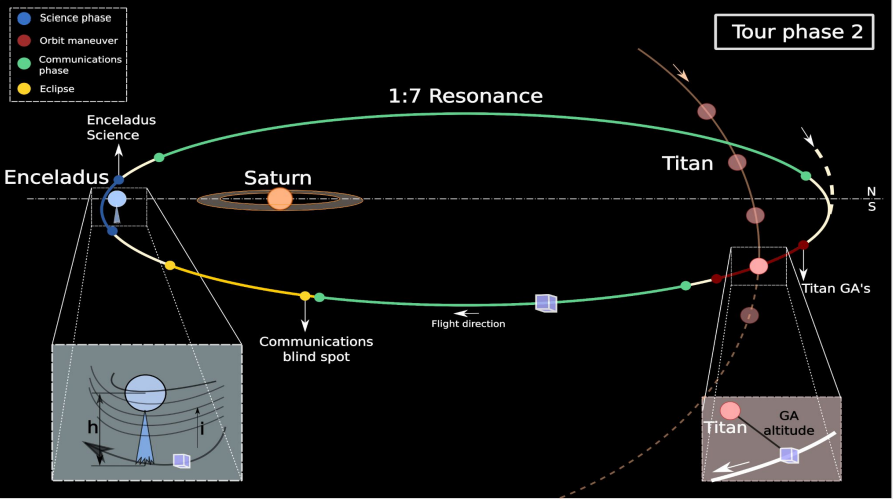 Science phase
Orbit maneuver
Communications
phase
Eclipse
Tour phase 2
1:7 Resonance
Enceladus
Science
Enceladus
Saturn
Titan
N
S
Titan GA's
Flight direction
Communications
blind spot
h
i
Titan
GA
altitude